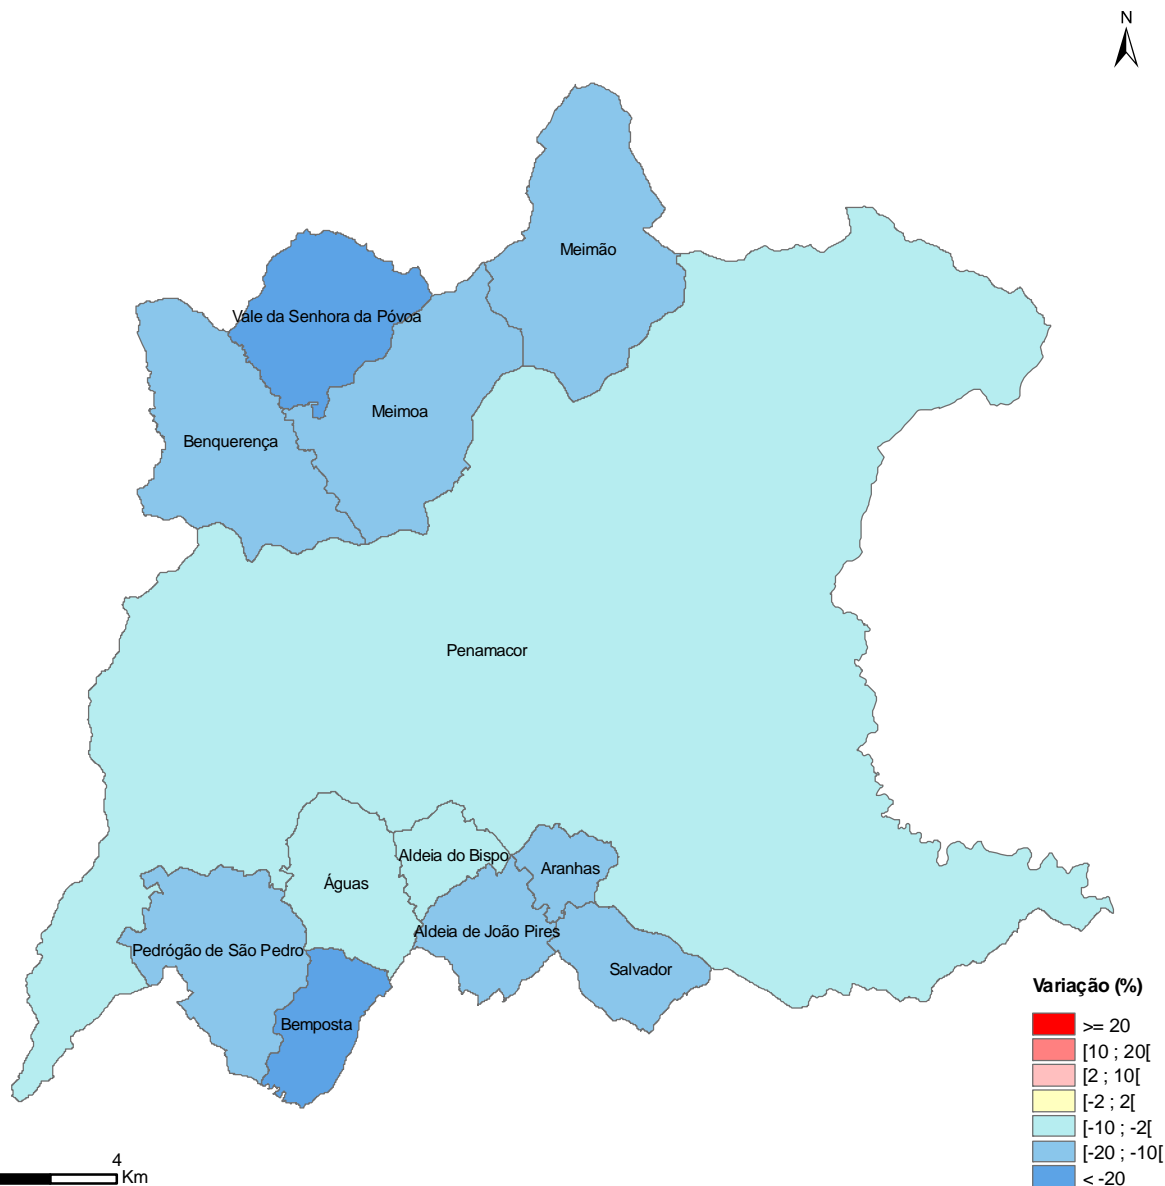 N
Meimão
Vale da Senhora da Póvoa
Meimoa
Benquerença
Penamacor
Aldeia do Bispo
Aranhas
Águas
Aldeia de João Pires
Pedrógão de São Pedro
Salvador
Bemposta
Variação (%)
>= 20
[10 ; 20[
[2 ; 10[
[-2 ; 2[
[-10 ; -2[
[-20 ; -10[
< -20
4
Km